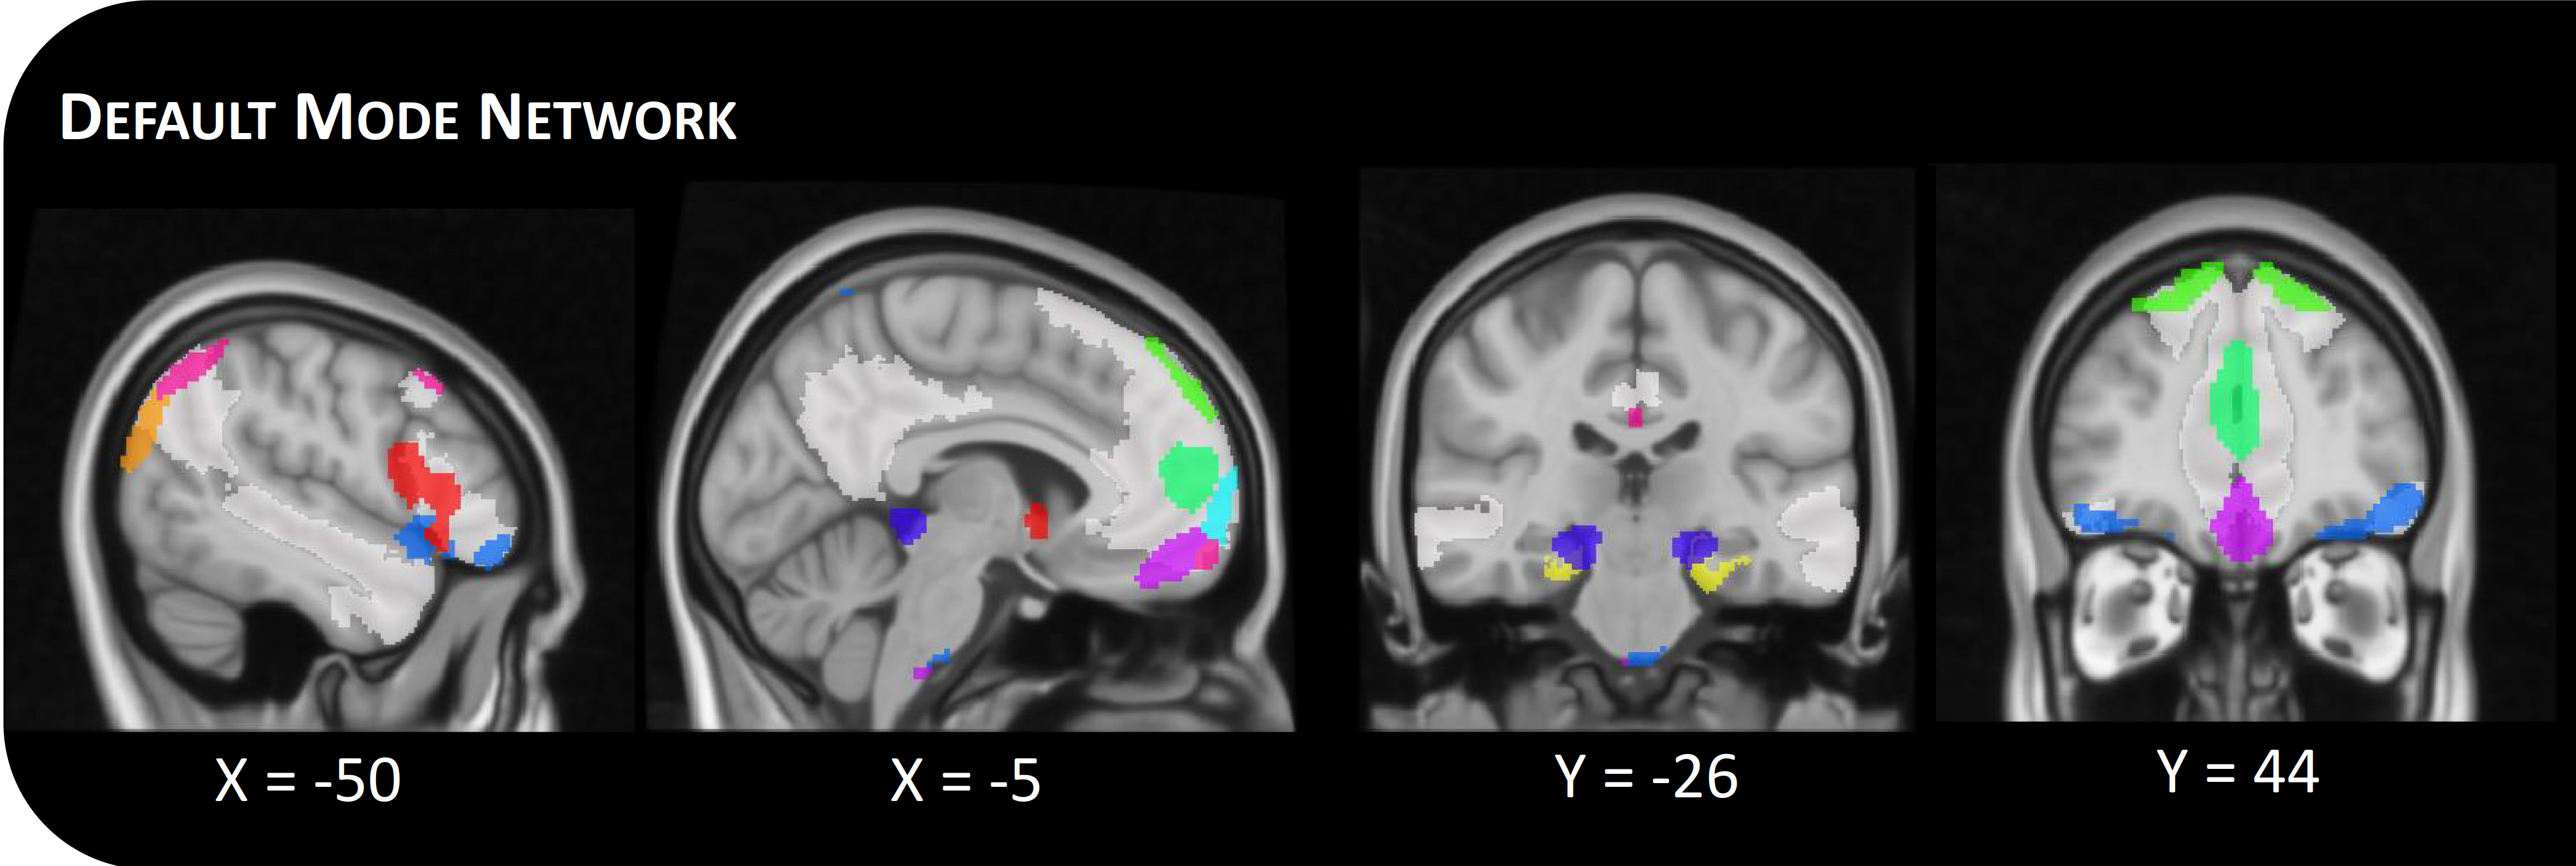 DEFAULT MODE NETWORK
X = -50
X = -5
Y = -26
Y = 44